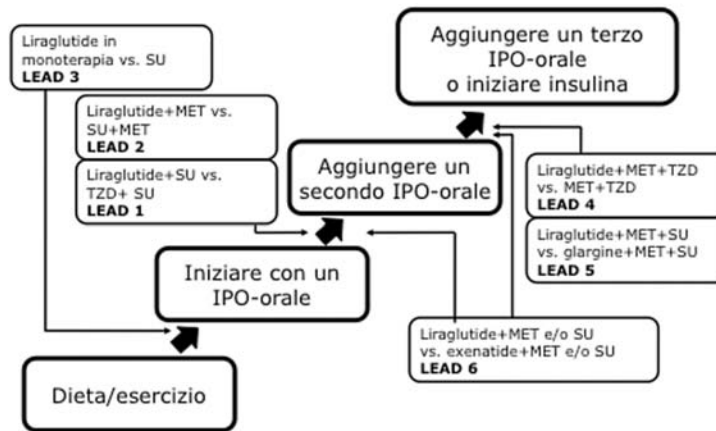 Liraglutide in
monoterapia vs. SU
LEAD 3
Aggiungere un terzo
IPO-orale
o iniziare insulina
Liraglutide+MET vs.
SU+MET
LEAD 2
Liraglutide+SU vs.
TZD+ SU
LEAD 1
Aggiungere un
secondo IPO-orale
Liraglutide+MET+TZD
vs. MET+TZD
LEAD 4
Liraglutide+MET+SU
vs. glargine+MET+SU
LEAD 5
Iniziare con un
IPO-orale
Liraglutide+MET e/o SU
vs. exenatide+MET e/o SU
LEAD 6
Dieta/esercizio